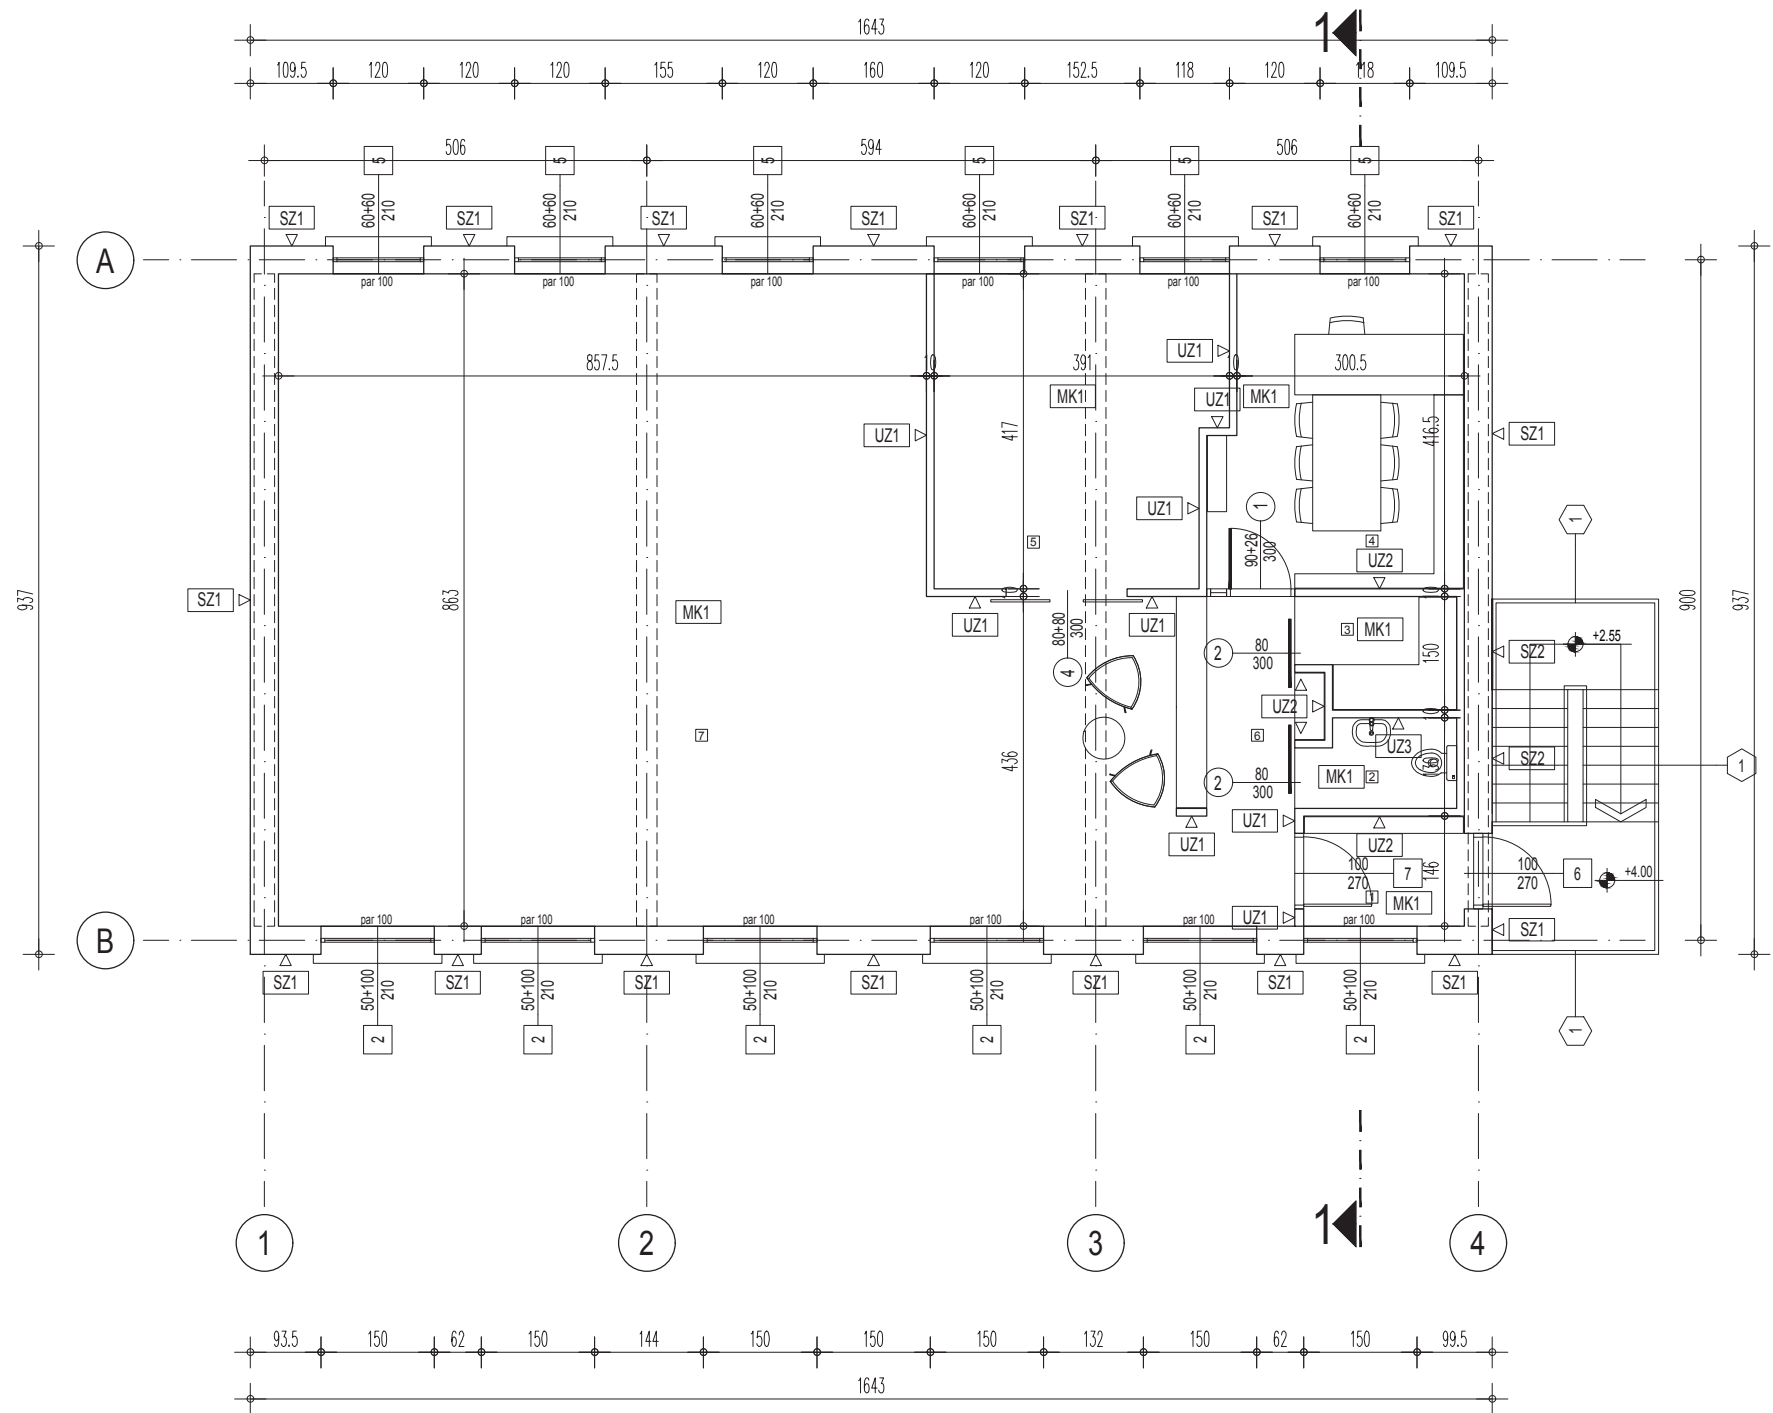 1643
1
109.5 120 120 120 155 120 160 120 152.5 118 120 118 109.5
506 594 506
5 5 5 5 5 5
60+60 210 60+60 210 60+60 210 60+60 210 60+60 210 60+60 210
SZ1 SZ1 SZ1 SZ1 SZ1 SZ1 SZ1
A
par 100 par 100 par 100 par 100 par 100 par 100
UZ1
857.5 10 391 300.5
MK1 UZ1 MK1
UZ1 417 416.5 SZ1
UZ1
1 1
90+26 300
5 4
UZ2
937 SZ1 863 MK1 900 937
UZ1 80+80 300 UZ1 3 MK1 +2.55
2 80 300 150 SZ2
4
UZ2
7 6 UZ3
436 SZ2 1
2 80 300 MK1 2
UZ1
UZ1 UZ2
100 270 7 146 100 270 6 +4.00
1 MK1
par 100 par 100 par 100 par 100 par 100 UZ1 par 100 SZ1
B
SZ1 SZ1 SZ1 SZ1 SZ1 SZ1 SZ1
50+100 210 50+100 210 50+100 210 50+100 210 50+100 210 50+100 210
2 2 2 2 2 2 1
1
1 2 3 4
93.5 150 62 150 144 150 150 150 132 150 62 150 99.5
1643